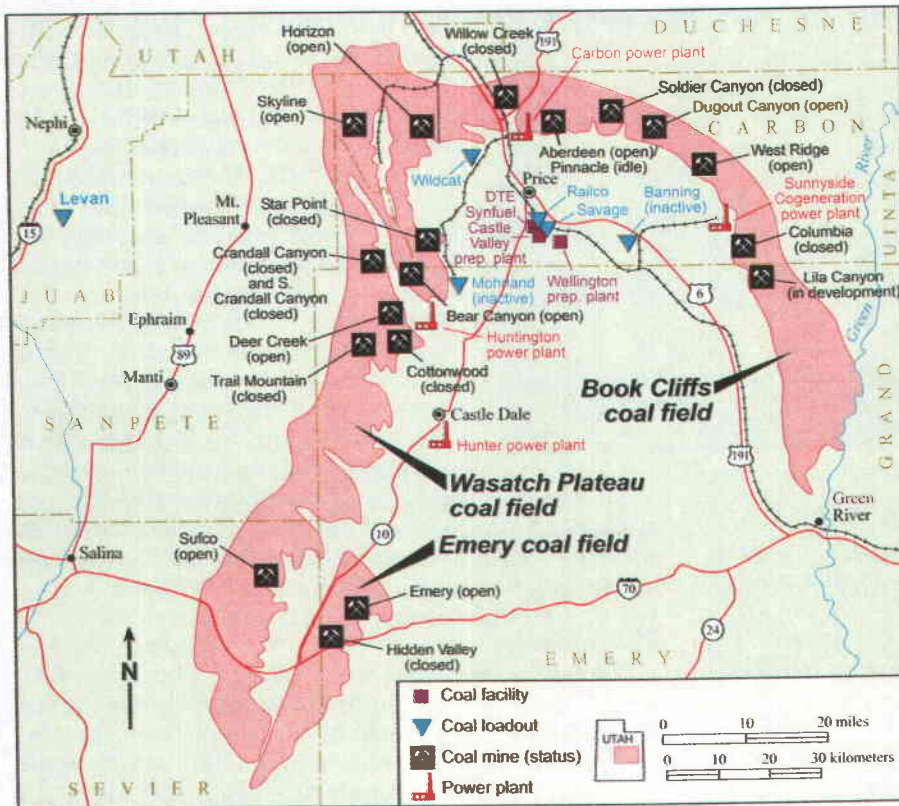 DUCHESNE
UTAH
Horizon
(open)
Willow Creek
(closed)
191
Carbon power plant
Skyline
(open)
Soldier Canyon (closed)
Dugout Canyon (open)
CARBON
Nephi
Aberdeen (open)/
Pinnacle (idle)
West Ridge
(open)
River
UINTA
Wildcat
Price
Levan
15
Mt.
Pleasant
Star Point
(closed)
DTE
Synfuel
Castle
Valley
prep. plant
Railco
Savage
Banning
(inactive)
Sunnyside
Cogeneration
power plant
Columbia
(closed)
Crandall Canyon
(closed)
and S.
Crandall Canyon
(closed)
Mohrland
(inactive)
Wellington
prep. plant
6
Lila Canyon
(in development)
Green
JUAB
Bear Canyon (open)
Ephraim
Deer Creek
(open)
Huntington
power plant
89
Manti
Trail Mountain
(closed)
Cottonwood
(closed)
Book Cliffs
coal field
GRAND
SANPETE
Castle Dale
Hunter power plant
191
Wasatch Plateau
coal field
Green
River
Salina
Sufco
(open)
10
Emery coal field
Emery (open)
70
24
N
Hidden Valley
(closed)
EMERY
SEVIER
Coal facility
Coal loadout
Coal mine (status)
Power plant
UTAH
0 10 20 miles
0 10 20 30 kilometers